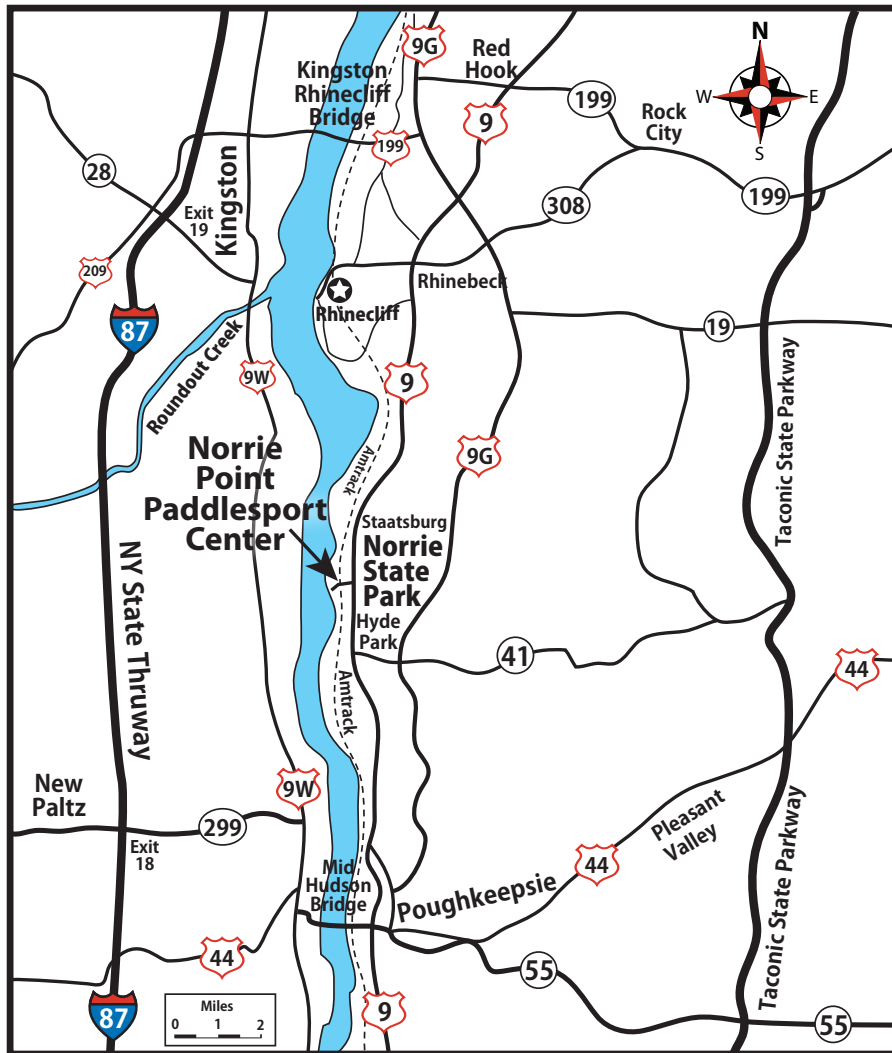 9G
Red
Hook
N
W
E
S
Kingston
Rhinecliff
Bridge
199
Rock
City
9
199
28
Exit
19
Kingston
308
199
209
Rhinebeck
Rhinecliff
87
Roundout Creek
19
9W
9
9G
Taconic State Parkway
Norrie
Point
Paddlesport
Center
Amtrack
Staatsburg
Norrie
State
Park
Hyde
Park
NY State Thruway
41
44
Amtrack
New
Paltz
9W
299
Exit
18
Pleasant
Valley
44
Mid
Hudson
Bridge
Poughkeepsie
Taconic State Parkway
44
55
87
Miles
0 1 2
9
55